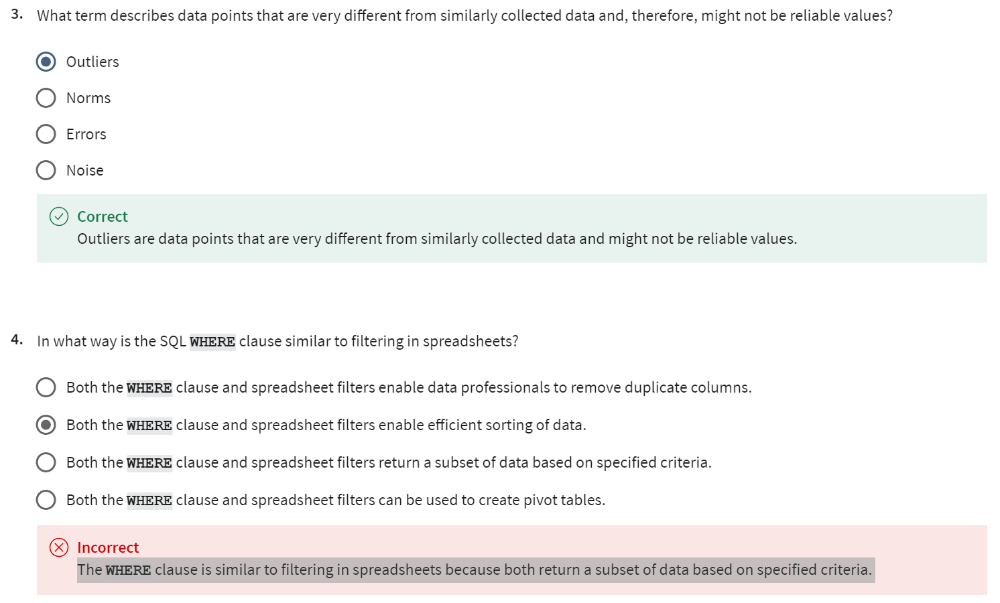 3. What term describes data points that are very different from similarly collected data and, therefore, might not be reliable values?
Outliers
Norms
Errors
Noise
Correct
Outliers are data points that are very different from similarly collected data and might not be reliable values.
4. In what way is the SQL WHERE clause similar to filtering in spreadsheets?
Both the WHERE clause and spreadsheet filters enable data professionals to remove duplicate columns.
Both the WHERE clause and spreadsheet filters enable efficient sorting of data.
Both the WHERE clause and spreadsheet filters return a subset of data based on specified criteria.
Both the WHERE clause and spreadsheet filters can be used to create pivot tables.
Incorrect
The WHERE clause is similar to filtering in spreadsheets because both return a subset of data based on specified criteria.